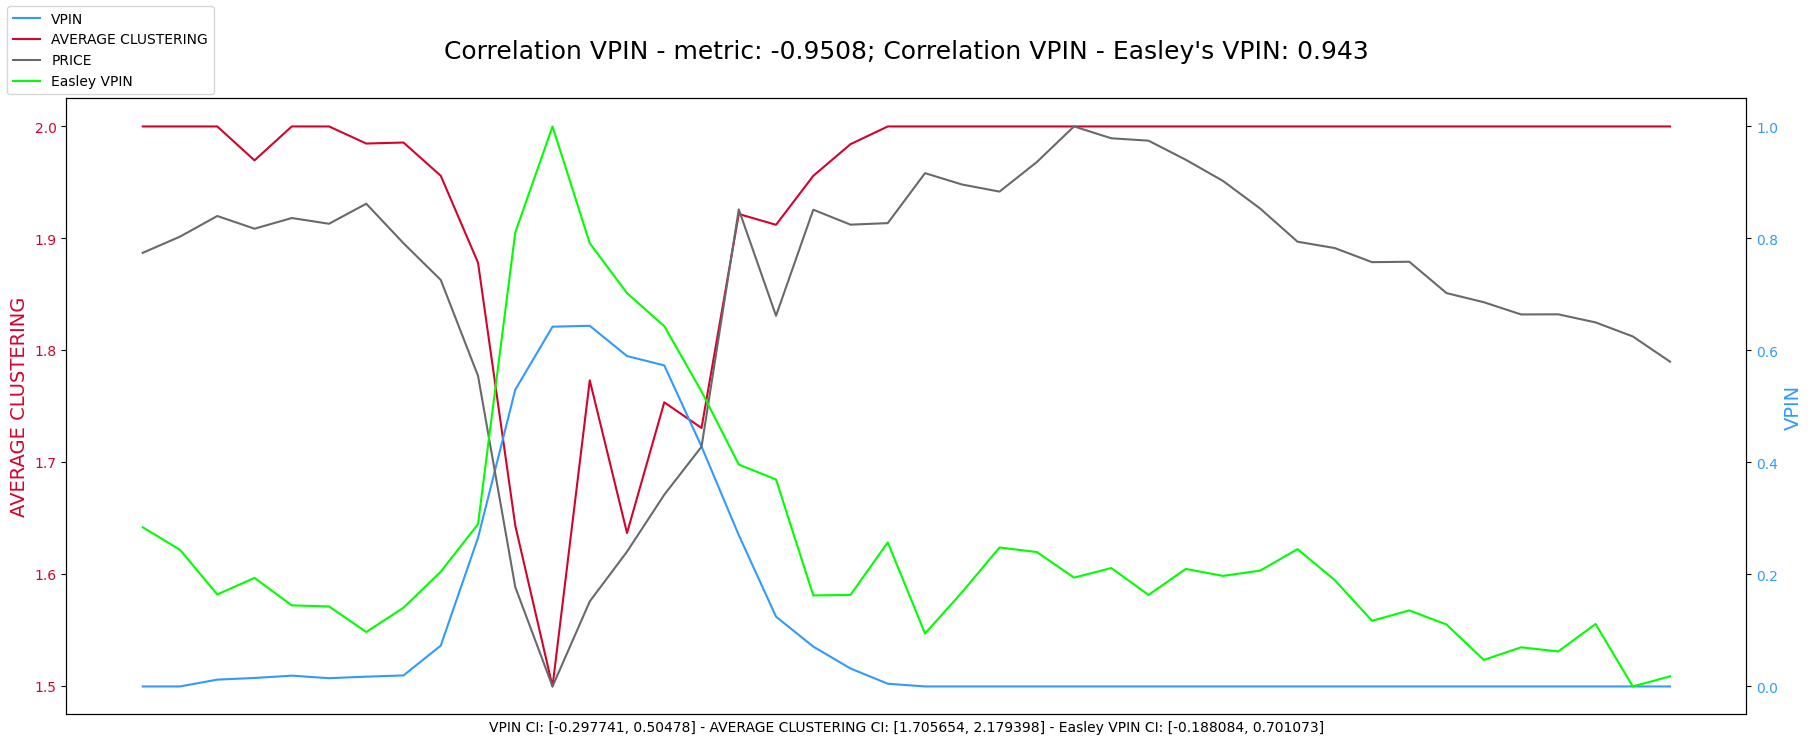 VPIN
AVERAGE CLUSTERING
PRICE
Easley VPIN
Correlation VPIN - metric: -0.9508; Correlation VPIN - Easley's VPIN: 0.943
AVERAGE CLUSTERING
2.0
1.9
1.8
1.7
1.6
1.5
1.0
0.8
0.6
0.4
0.2
0.0
VPIN
VPIN CI: [-0.297741, 0.50478] - AVERAGE CLUSTERING CI: [1.705654, 2.179398] - Easley VPIN CI: [-0.188084, 0.701073]